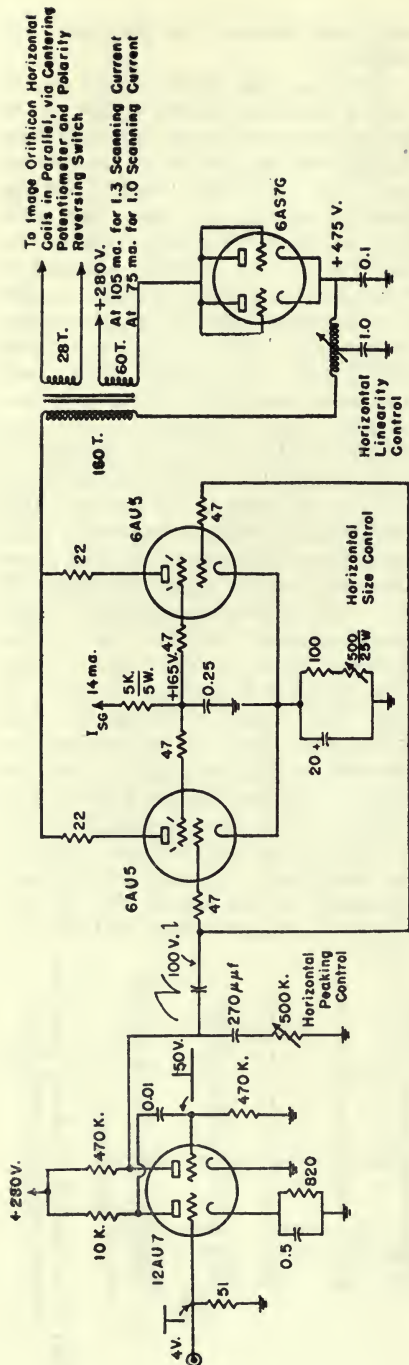 To Image Orithicon Horizontal
Coils in Parallel, via Centering
Potentiometer and Polarity
Reversing Switch
28T.
+280V.
60T.
At 105 ma. for 1.3 Scanning Current
At 75 ma. for 1.0 Scanning Current
160 T.
6AS7G
+475 V.
0.1
1.0
Horizontal
Linearity
Control
22
6AU5
47
22
6AU5
47
I SG
14 ma.
5K
5W.
47
+165V.
47
0.25
100
500
25W
20 +
Horizontal
Size Control
100 V.
270 μμf
500 K.
Horizontal
Peaking
Control
+280V.
470 K.
10 K.
0.01
150V.
470 K.
12AU7
4V.
51
0.5
820